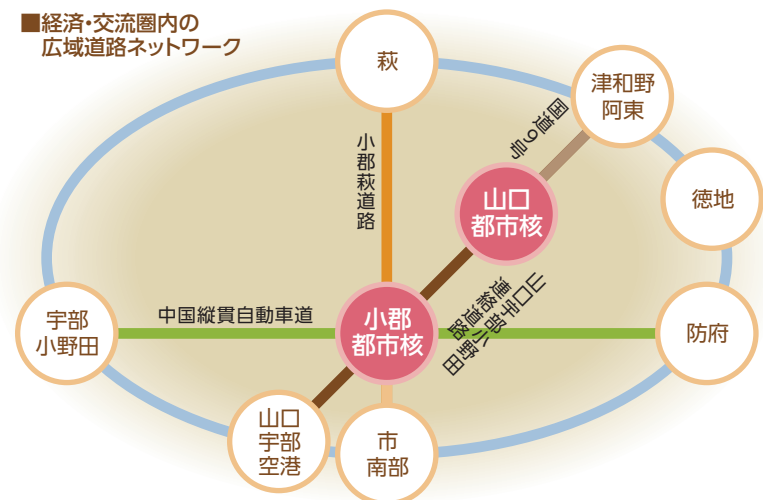 ■経済・交流圏内の
広域道路ネットワーク
萩
津和野
阿東
国道9号
小郡萩道路
徳地
山口
都市核
山口宇部小野田
連絡道路
中国縦貫自動車道
宇部
小野田
小郡
都市核
防府
山口
宇部
空港
市
南部